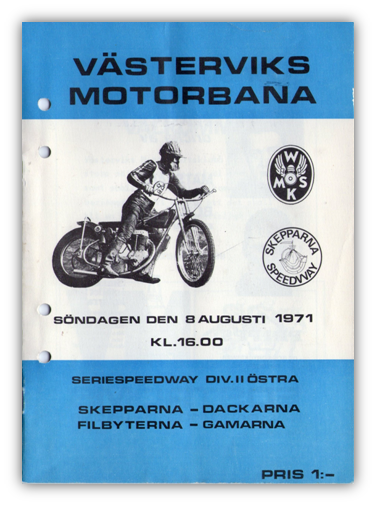 VÄSTERVIKS
MOTORBANA
W
M S
K
SKEPPARNA
SPEEDWAY
SÖNDAGEN DEN 8 AUGUSTI 1971
KL.16.00
SERIESPEEDWAY DIV.II ÖSTRA
SKEPPARNA - DACKARNA
FILBYTERNA - GAMARNA
PRIS 1:-